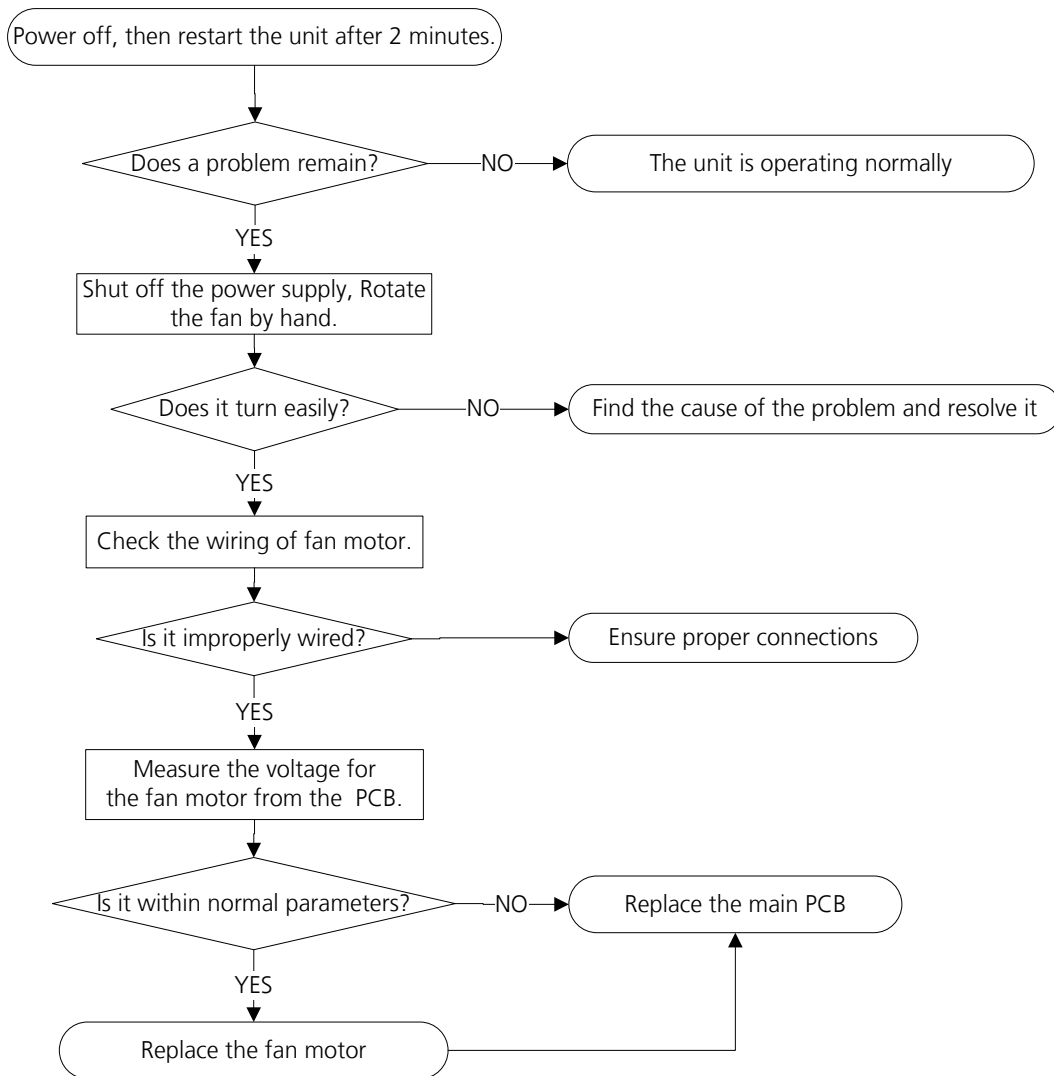 Power off, then restart the unit after 2 minutes.
Does a problem remain?
NO
The unit is operating normally
YES
Shut off the power supply, Rotate
the fan by hand.
Does it turn easily?
NO
Find the cause of the problem and resolve it
YES
Check the wiring of fan motor.
Is it improperly wired?
Ensure proper connections
YES
Measure the voltage for
the fan motor from the PCB.
Is it within normal parameters?
NO
Replace the main PCB
YES
Replace the fan motor